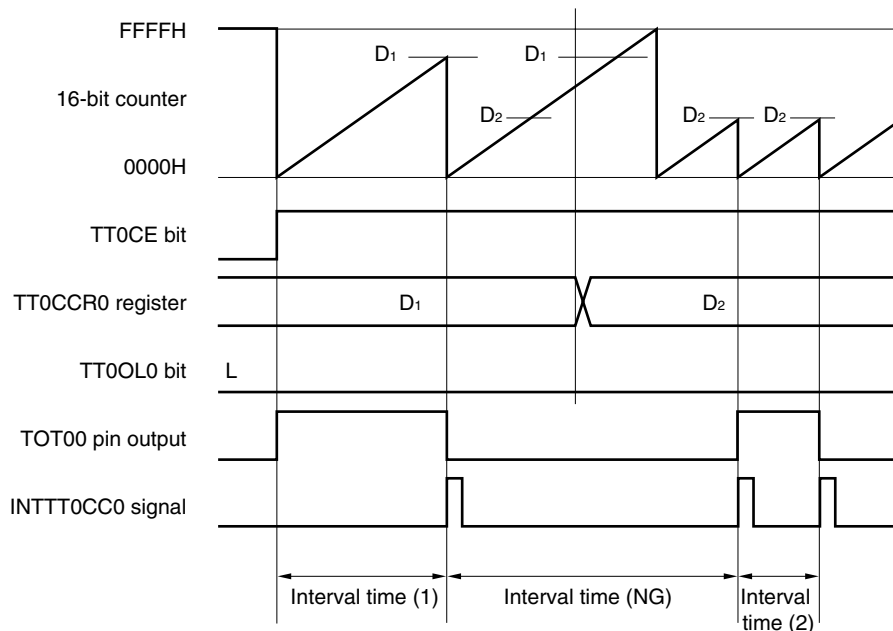 FFFFH
D1
D1
16-bit counter
D2
D2
D2
0000H
TT0CE bit
TT0CCR0 register
D1
D2
TT0OL0 bit
L
TOT00 pin output
INTTT0CC0 signal
Interval time (1)
Interval time (NG)
Interval
time (2)